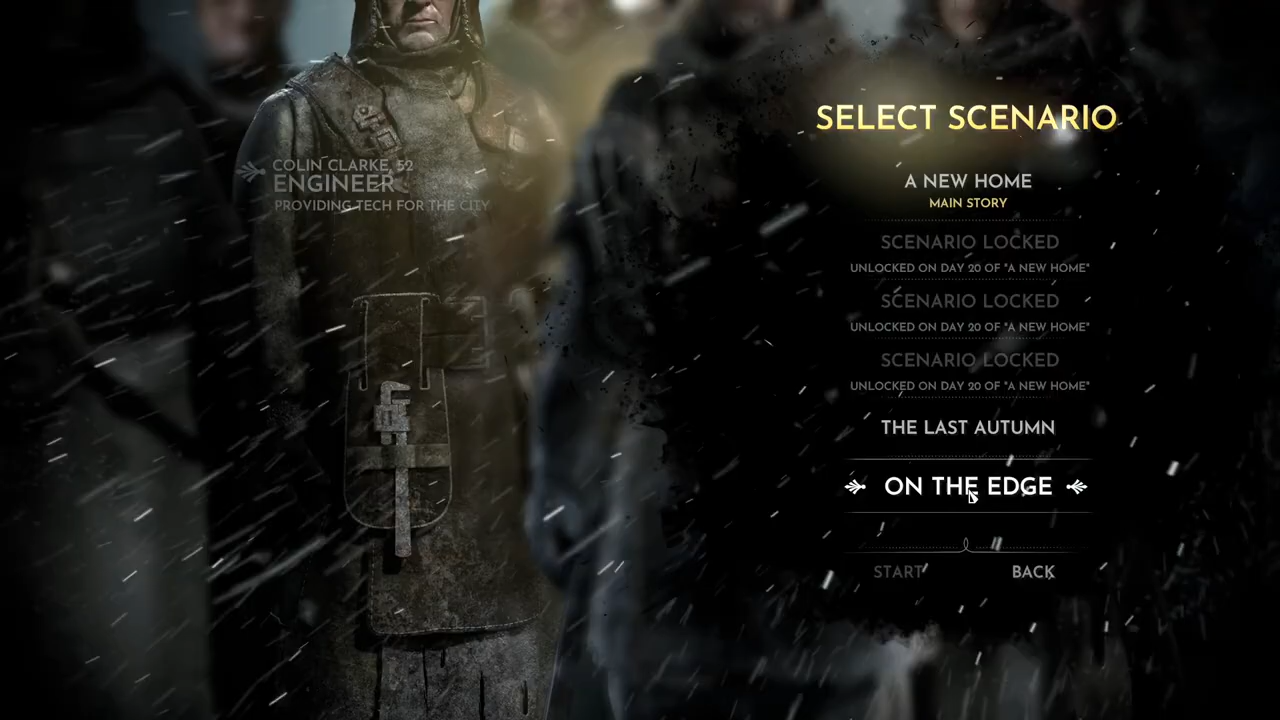 COLIN CLARKE, 52
ENGINEER
PROVIDING TECH FOR THE CITY
SELECT SCENARIO
A NEW HOME
MAIN STORY
SCENARIO LOCKED
UNLOCKED ON DAY 20 OF "A NEW HOME"
SCENARIO LOCKED
UNLOCKED ON DAY 20 OF "A NEW HOME"
SCENARIO LOCKED
UNLOCKED ON DAY 20 OF "A NEW HOME"
THE LAST AUTUMN
ON THE EDGE
START BACK